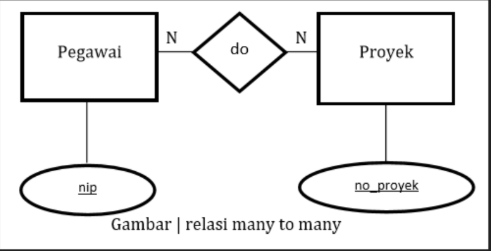 Pegawai
N
do
N
Proyek
nip
no_proyek
Gambar | relasi many to many